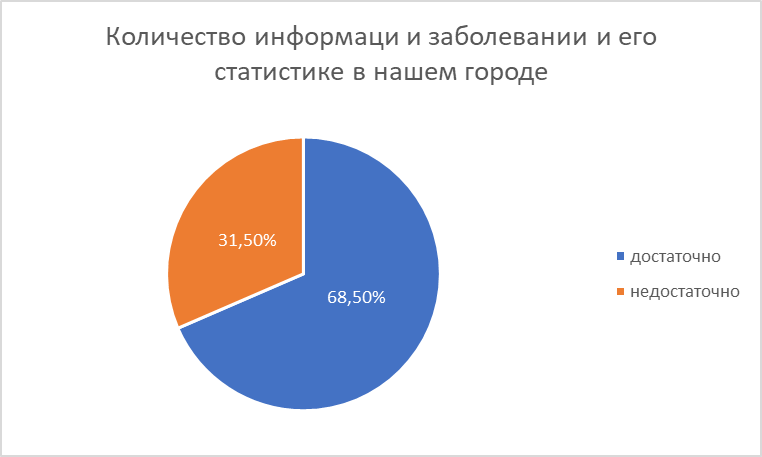 Количество информаци и заболевании и его
статистике в нашем городе
31,50%
68,50%
достаточно
недостаточно